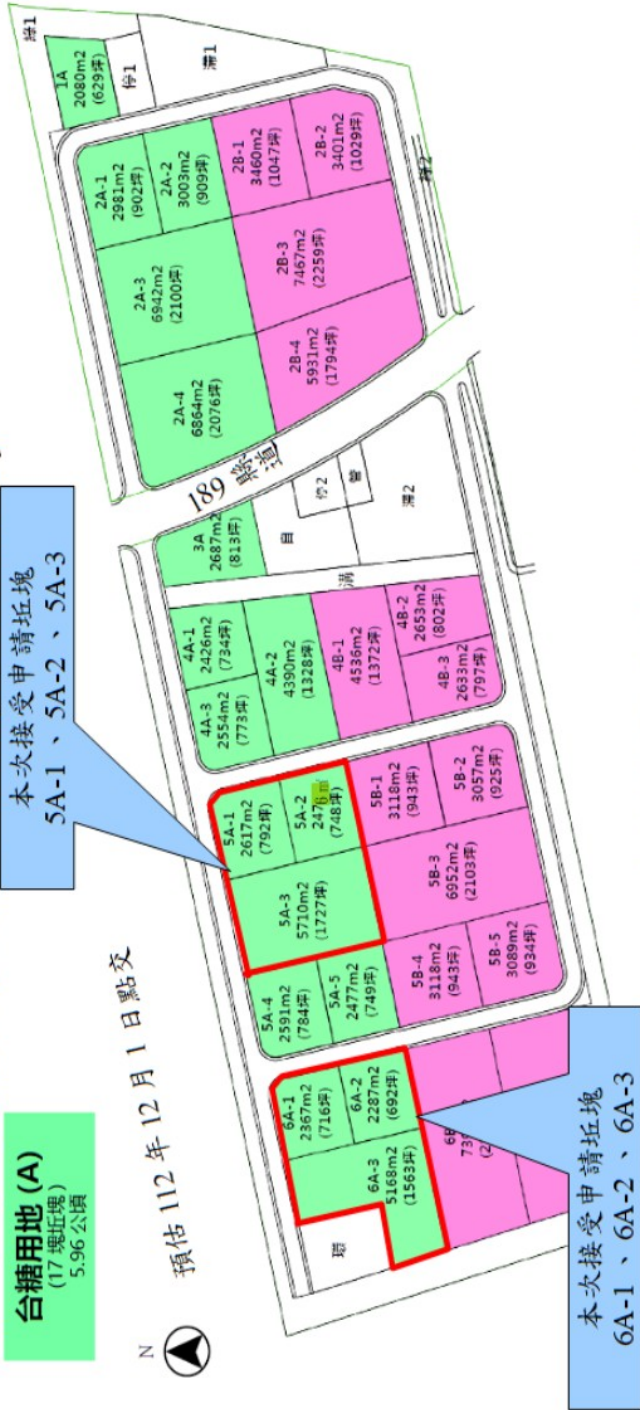 台糖用地 (A)
(17 塊坵塊)
5.96 公頃
預估 112 年 12 月 1 日點交
N
本次接受申請坵塊
5A-1、5A-2、5A-3
本次接受申請坵塊
6A-1、6A-2、6A-3
綠1
1A
2080m2
(629坪)
停1
滯1
2A-1
2981m2
(902坪)
2A-2
3003m2
(909坪)
2A-3
6942m2
(2100坪)
2A-4
6864m2
(2076坪)
2B-1
3460m2
(1047坪)
2B-2
3401m2
(1029坪)
2B-3
7467m2
(2259坪)
2B-4
5931m2
(1794坪)
綠2
189 縣道
3A
2687m2
(813坪)
自
停2
管
滯2
溝
4A-1
2426m2
(734坪)
4A-2
4390m2
(1328坪)
4A-3
2554m2
(773坪)
4B-1
4536m2
(1372坪)
4B-2
2653m2
(802坪)
4B-3
2633m2
(797坪)
5A-1
2617m2
(792坪)
5A-2
2476㎡
(748坪)
5A-3
5710m2
(1727坪)
5A-4
2591m2
(784坪)
5A-5
2477m2
(749坪)
5B-1
3118m2
(943坪)
5B-2
3057m2
(925坪)
5B-3
6952m2
(2103坪)
5B-4
3118m2
(943坪)
5B-5
3089m2
(934坪)
6A-1
2367m2
(716坪)
6A-2
2287m2
(692坪)
6A-3
5168m2
(1563坪)
環